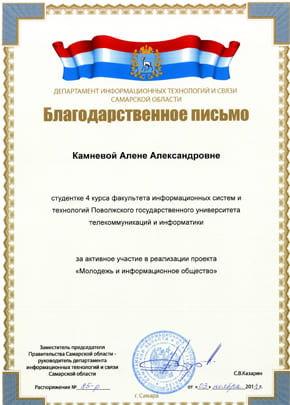 ДЕПАРТАМЕНТ ИНФОРМАЦИОННЫХ ТЕХНОЛОГИЙ И СВЯЗИ
САМАРСКОЙ ОБЛАСТИ
Благодарственное письмо
Камневой Алене Александровне
студентке 4 курса факультета информационных систем и
технологий Поволжского государственного университета
телекоммуникаций и информатики
за активное участие в реализации проекта
«Молодежь и информационное общество»
Заместитель председателя
Правительства Самарской области -
руководитель департамента
информационных технологий и связи
Самарской области
С.В.Казарин
Распоряжение № 85-р
от «03» ноября 201
г. Самара